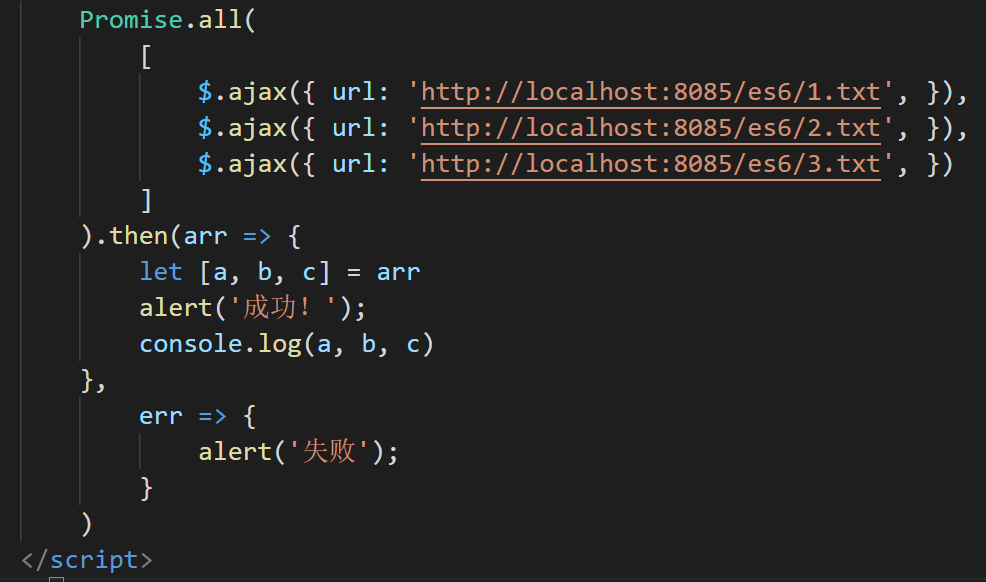 Promise.all(
[
$.ajax({ url: 'http://localhost:8085/es6/1.txt', }),
$.ajax({ url: 'http://localhost:8085/es6/2.txt', }),
$.ajax({ url: 'http://localhost:8085/es6/3.txt', })
]
).then(arr => {
let [a, b, c] = arr
alert('成功！');
console.log(a, b, c)
},
err => {
alert('失败');
}
)
</script>